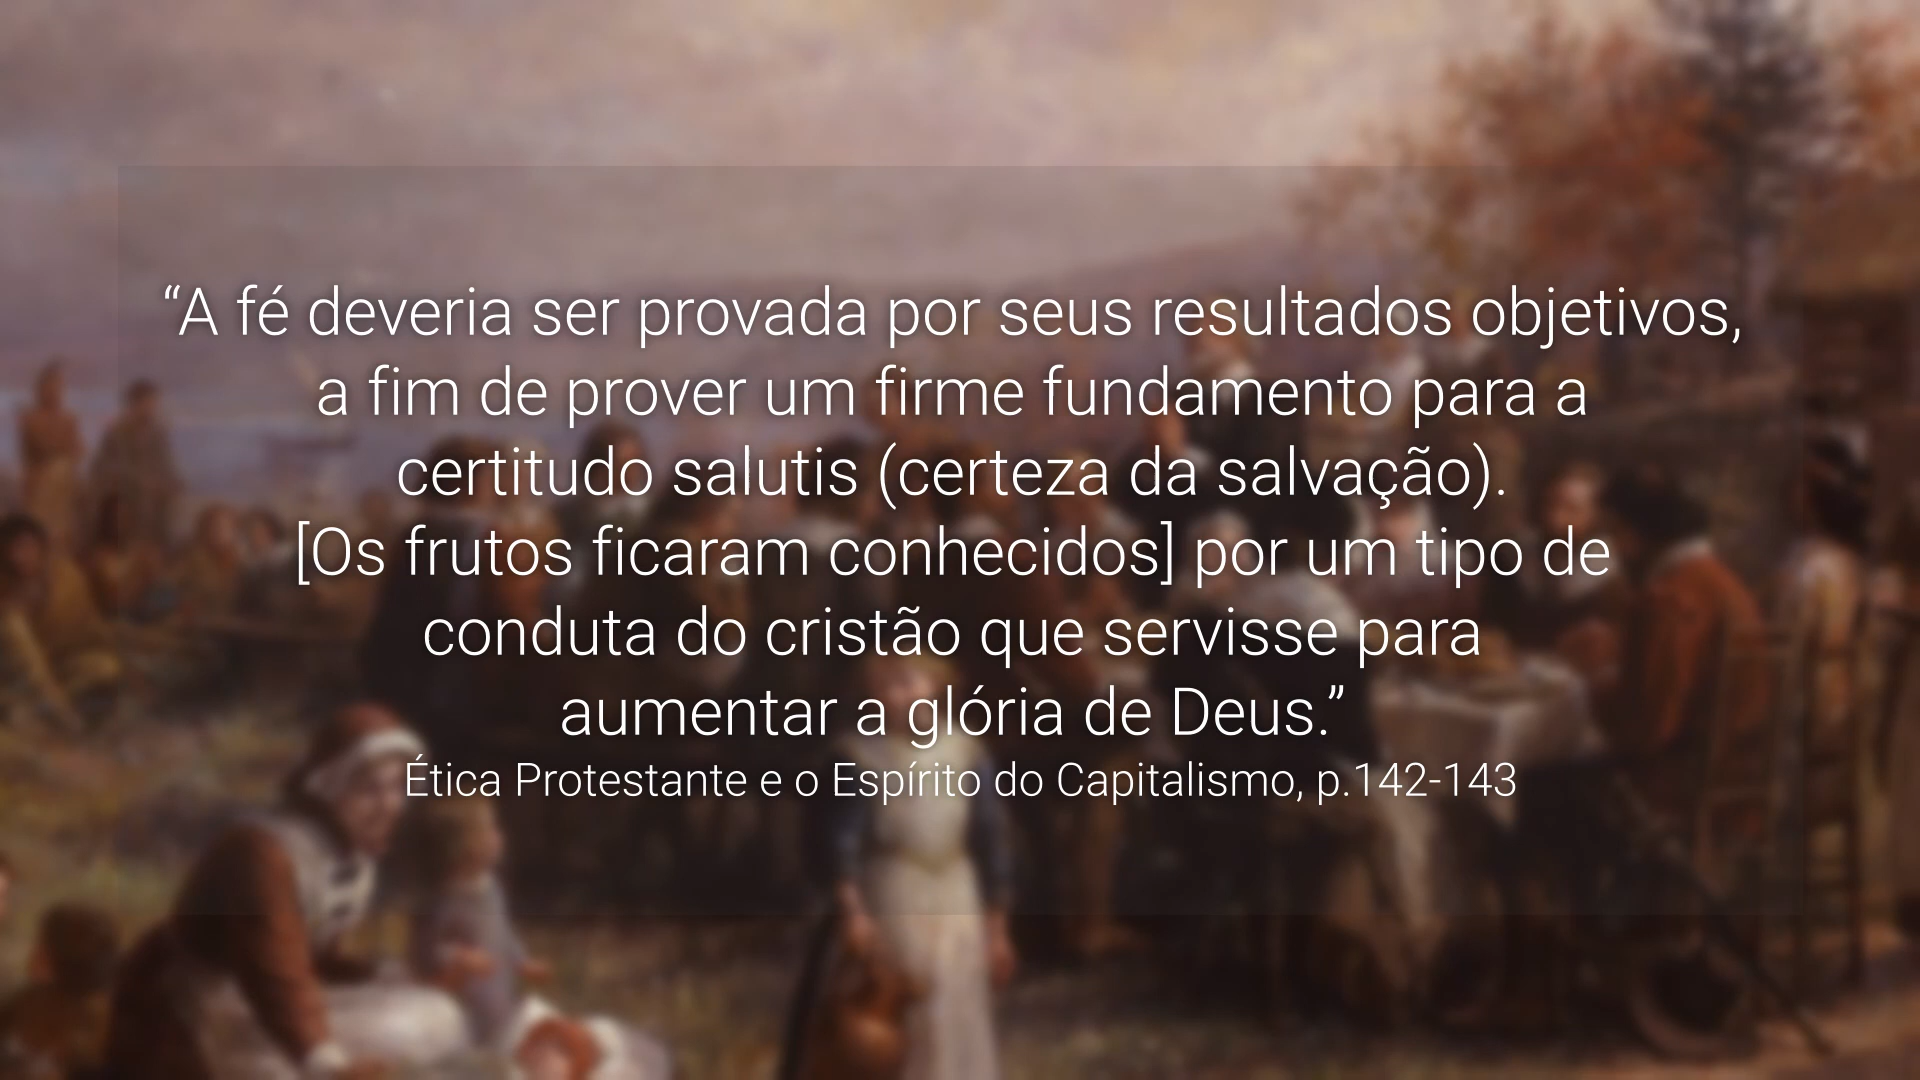 “A fé deveria ser provada por seus resultados objetivos,
a fim de prover um firme fundamento para a
certitudo salutis (certeza da salvação).
[Os frutos ficaram conhecidos] por um tipo de
conduta do cristão que servisse para
aumentar a glória de Deus.”
Ética Protestante e o Espírito do Capitalismo, p.142-143